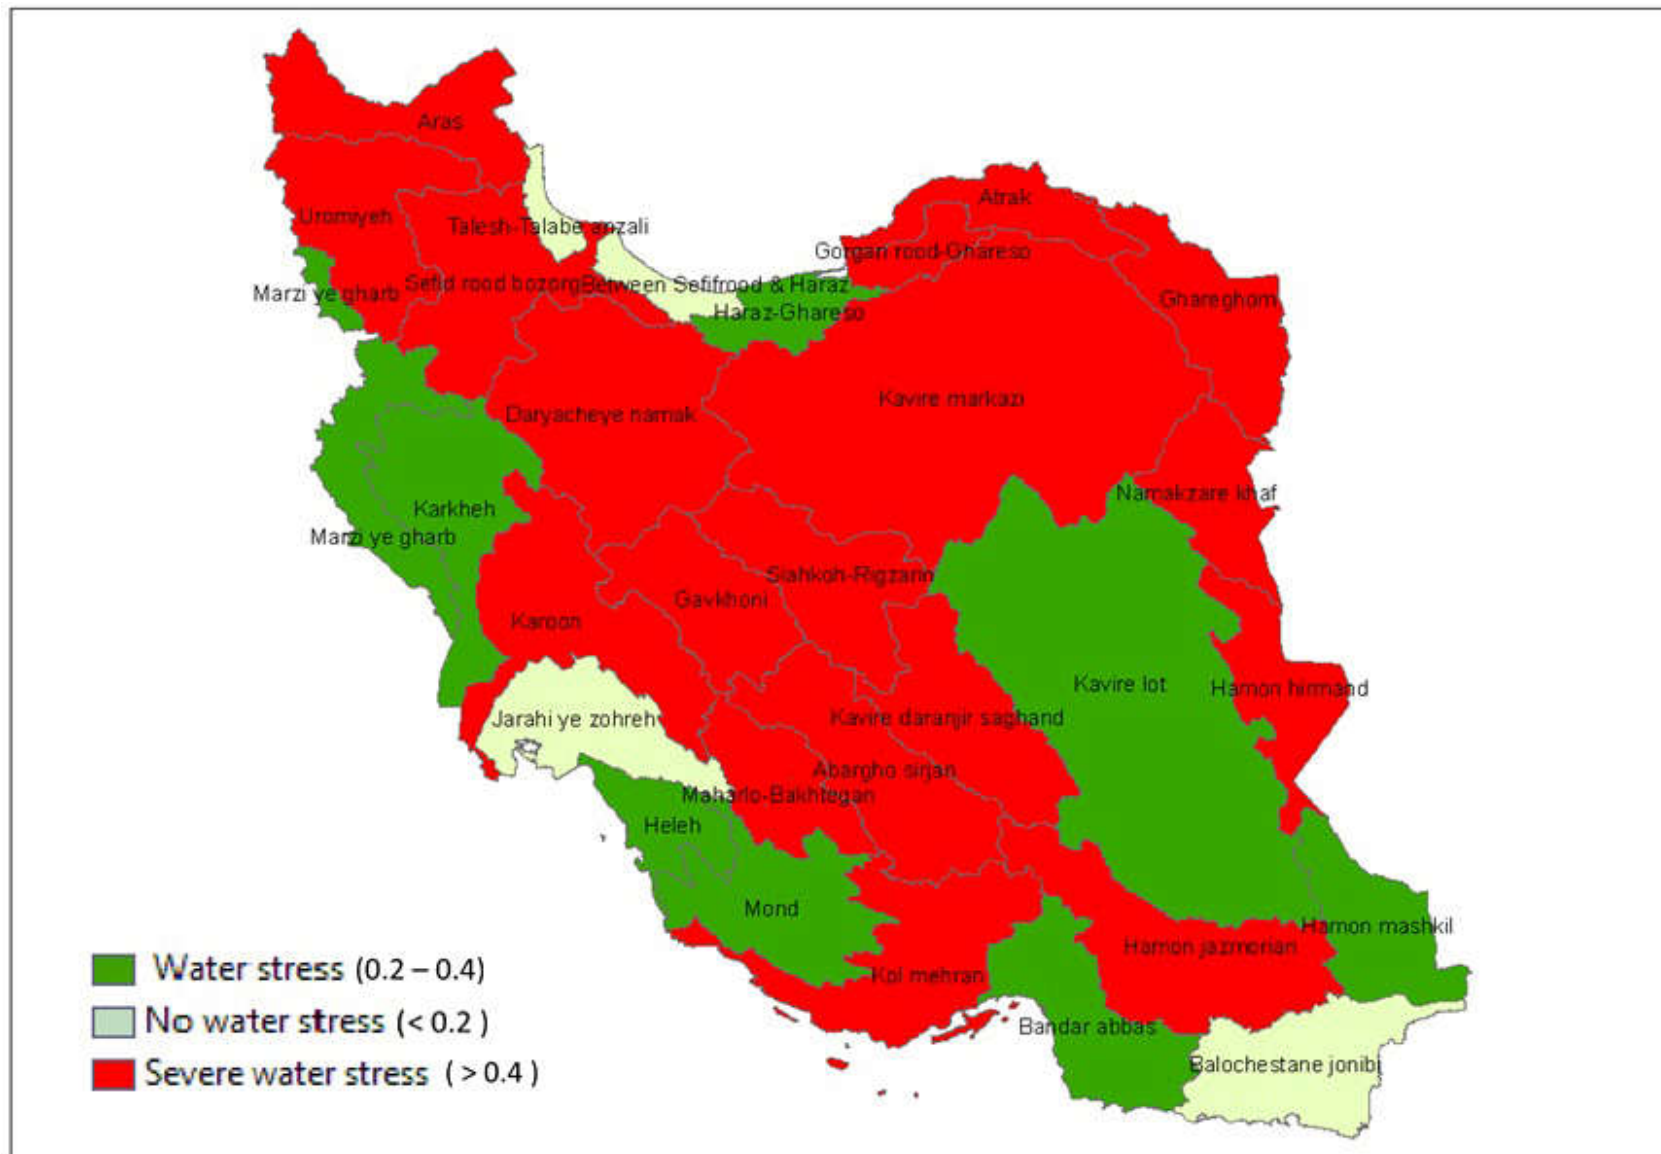 Aras
Atrak
Uromiyeh
Talesh-Talabe anzali
Gorgan rood-Ghareso
Marzi ye gharb
Sefid rood bozorg
Between Sefifrood & Haraz
Ghareghom
Haraz-Ghareso
Kavire markazi
Daryacheye namak
Namakzare khaf
Karkheh
Marzi ye gharb
Siahkoh-Rigzarin
Gavkhoni
Karoon
Kavire lot
Hamon hirmand
Jarahi ye zohreh
Kavire daranjir saghand
Abargho sirjan
Maharlo-Bakhtegan
Heleh
Mond
Hamon mashkil
Hamon jazmorian
Kol mehran
Bandar abbas
Balochestane jonibi
Water stress (0.2 – 0.4)
No water stress (< 0.2 )
Severe water stress ( > 0.4 )